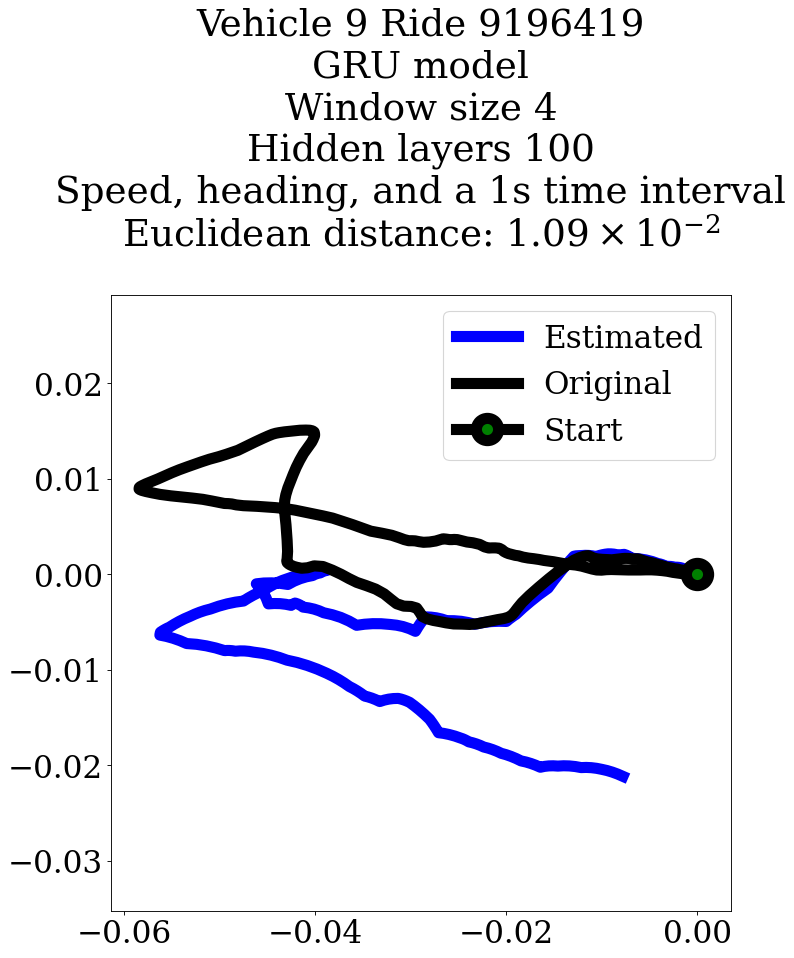 Vehicle 9 Ride 9196419
GRU model
Window size 4
Hidden layers 100
Speed, heading, and a 1s time interval
Euclidean distance: 1.09 × 10⁻²
Estimated
Original
Start
0.02
0.01
0.00
−0.01
−0.02
−0.03
−0.06
−0.04
−0.02
0.00